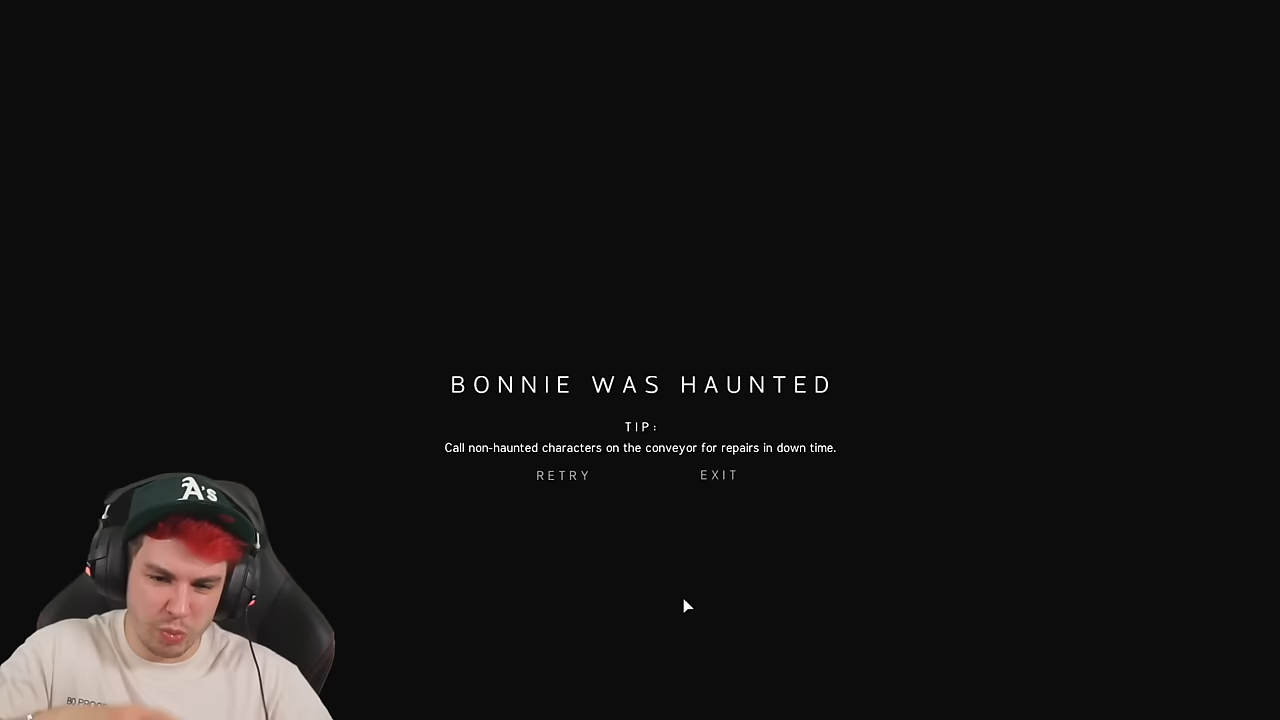 BONNIE WAS HAUNTED
TIP:
Call non-haunted characters on the conveyor for repairs in down time.
RETRY EXIT
A's